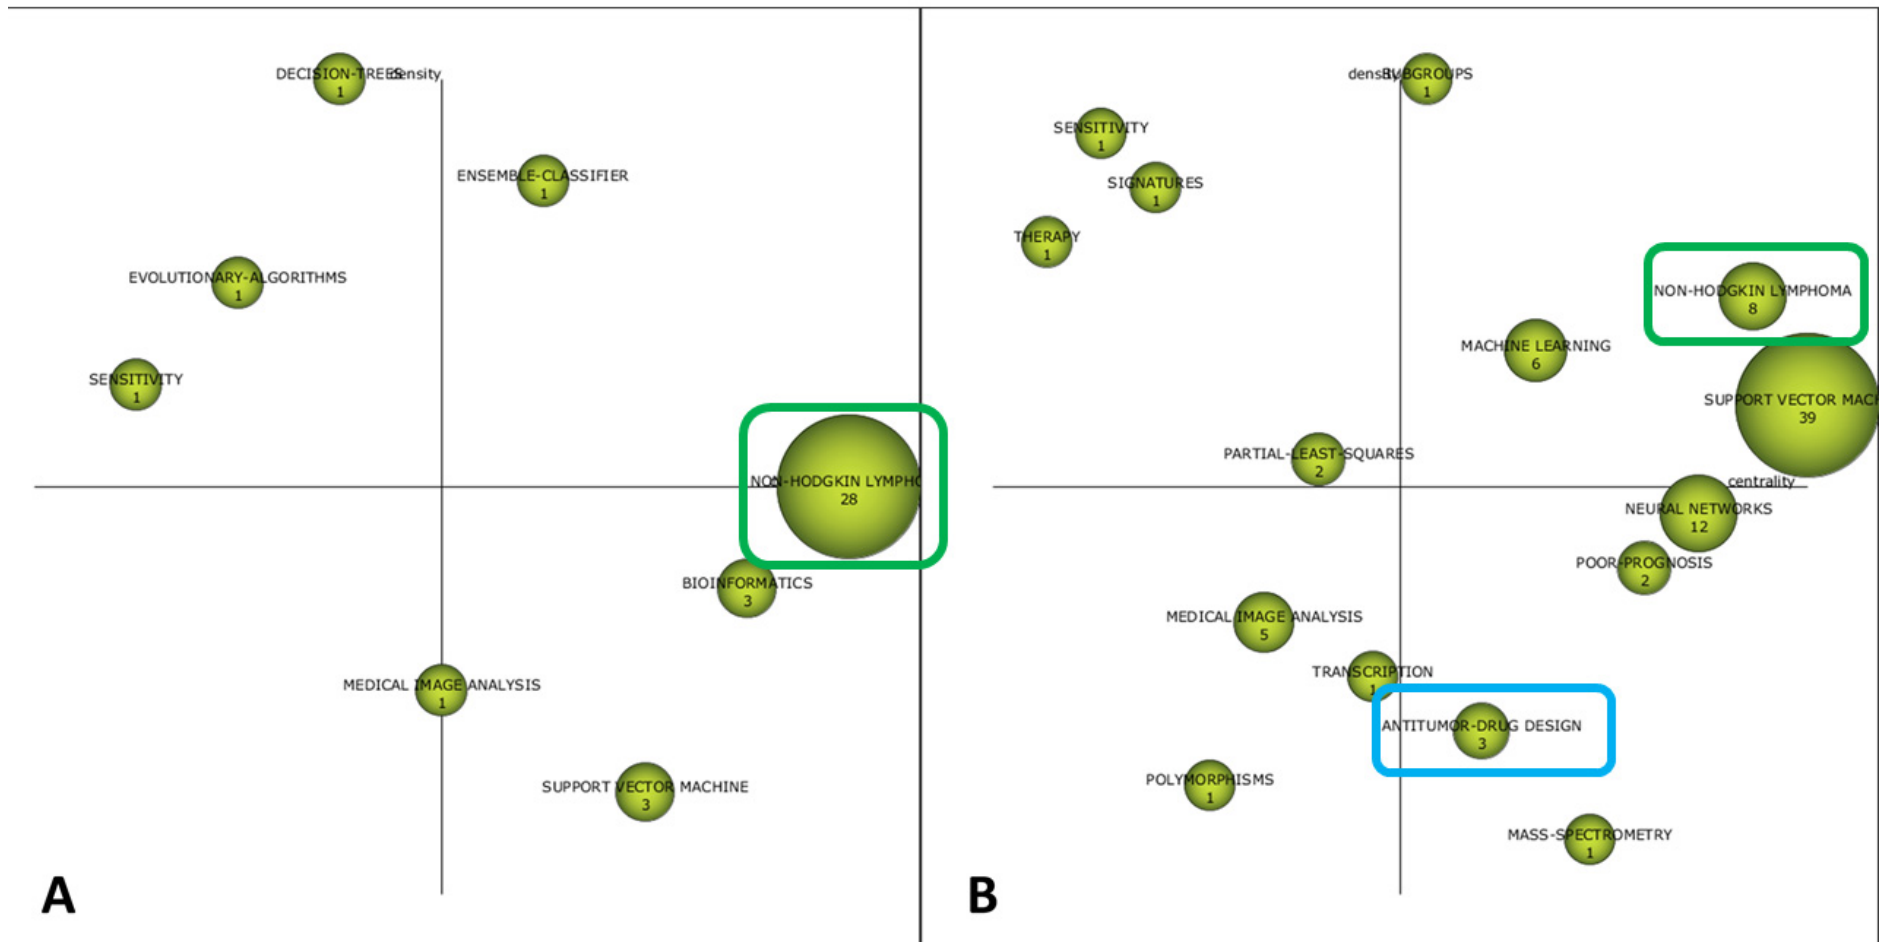 DECISION-TREES
density
1
ENSEMBLE-CLASSIFIER
1
EVOLUTIONARY-ALGORITHMS
1
SENSITIVITY
1
NON-HODGKIN LYMPHO
28
BIOINFORMATICS
3
MEDICAL IMAGE ANALYSIS
1
SUPPORT VECTOR MACHINE
3
A
density
SUBGROUPS
1
SENSITIVITY
1
SIGNATURES
1
THERAPY
1
NON-HODGKIN LYMPHOMA
8
MACHINE LEARNING
6
SUPPORT VECTOR MACH
39
PARTIAL-LEAST-SQUARES
2
centrality
NEURAL NETWORKS
12
POOR-PROGNOSIS
2
MEDICAL IMAGE ANALYSIS
5
TRANSCRIPTION
1
ANTITUMOR-DRUG DESIGN
3
POLYMORPHISMS
1
MASS-SPECTROMETRY
1
B